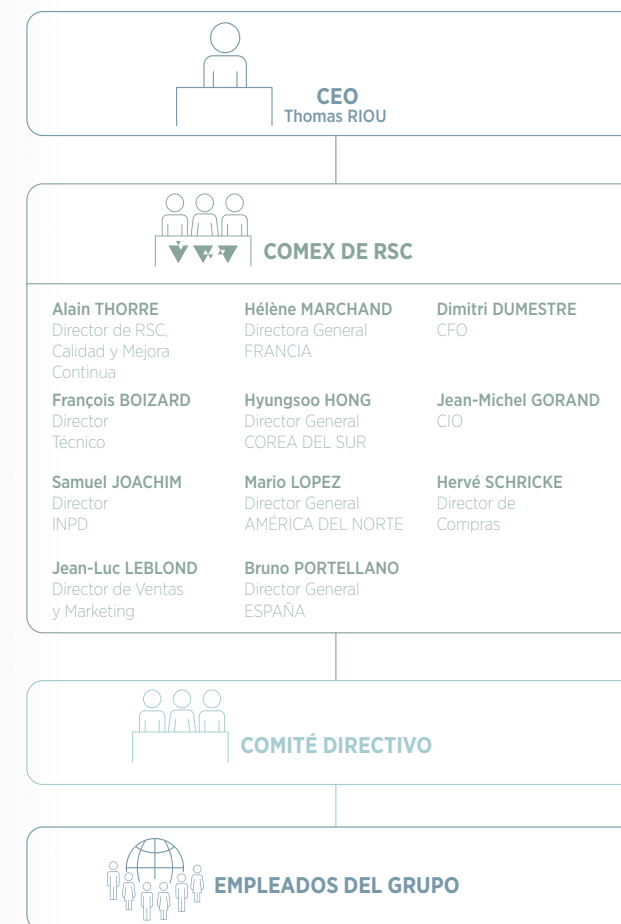 CEO
Thomas RIOU
COMEX DE RSC
Alain THORRE
Director de RSC,
Calidad y Mejora
Continua
Hélène MARCHAND
Directora General
FRANCIA
Dimitri DUMESTRE
CFO
François BOIZARD
Director
Técnico
Hyungsoo HONG
Director General
COREA DEL SUR
Jean-Michel GORAND
CIO
Samuel JOACHIM
Director
INPD
Mario LOPEZ
Director General
AMÉRICA DEL NORTE
Hervé SCHRICKE
Director de
Compras
Jean-Luc LEBLOND
Director de Ventas
y Marketing
Bruno PORTELLANO
Director General
ESPAÑA
COMITÉ DIRECTIVO
EMPLEADOS DEL GRUPO